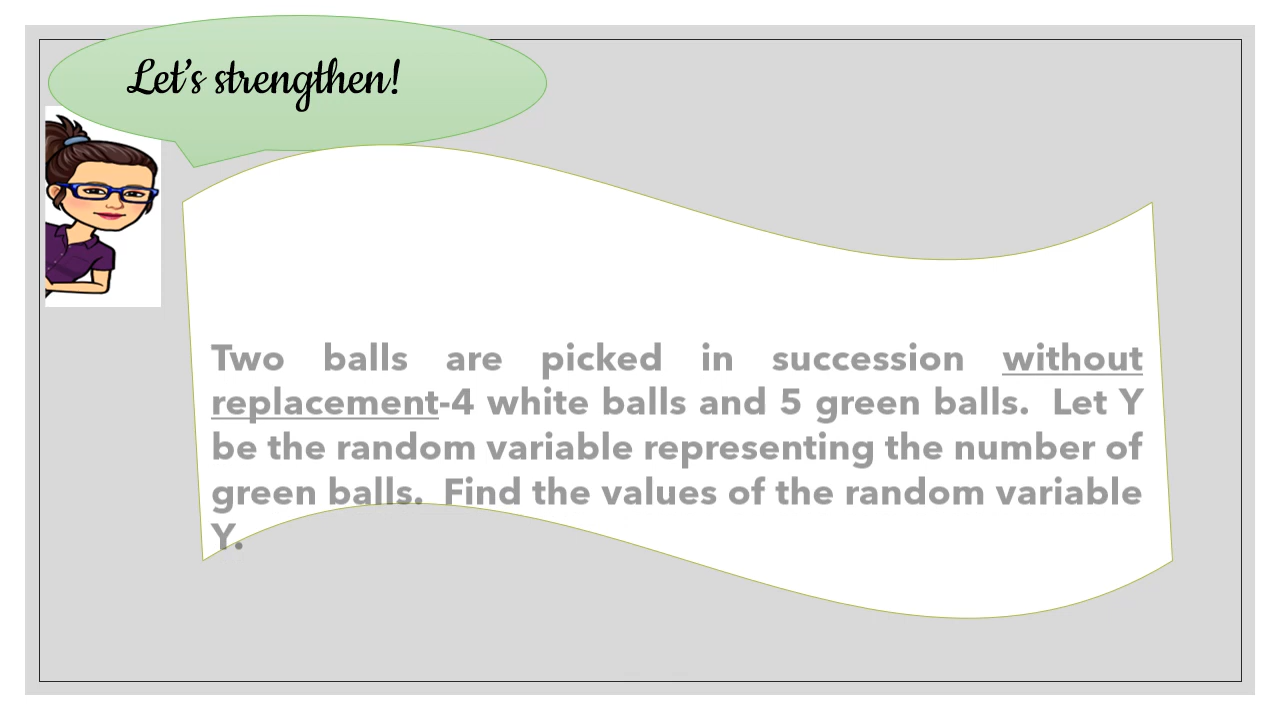 Let's strengthen!
Two balls are picked in succession without
replacement-4 white balls and 5 green balls.  Let Y
be the random variable representing the number of
green balls.  Find the values of the random variable
Y.